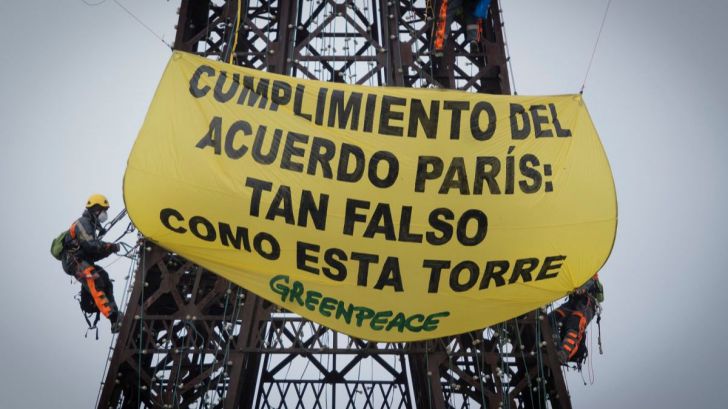 CUMPLIMIENTO DEL
ACUERDO PARÍS:
TAN FALSO
COMO ESTA TORRE
GREENPEACE